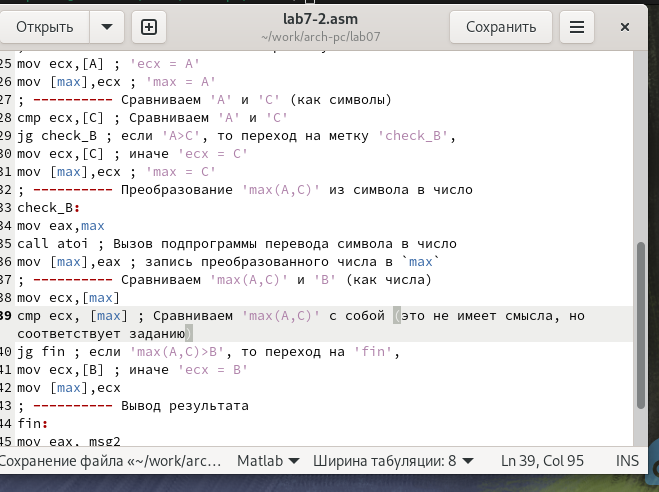 Открыть
lab7-2.asm
~/work/arch-pc/lab07
Сохранить
25 mov ecx,[A] ; 'ecx = A'
26 mov [max],ecx ; 'max = A'
27 ; ---------- Сравниваем 'A' и 'С' (как символы)
28 cmp ecx,[C] ; Сравниваем 'A' и 'С'
29 jg check_B ; если 'A>C', то переход на метку 'check_B',
30 mov ecx,[C] ; иначе 'ecx = C'
31 mov [max],ecx ; 'max = C'
32 ; ---------- Преобразование 'max(A,C)' из символа в число
33 check_B:
34 mov eax,max
35 call atoi ; Вызов подпрограммы перевода символа в число
36 mov [max],eax ; запись преобразованного числа в `max`
37 ; ---------- Сравниваем 'max(A,C)' и 'B' (как числа)
38 mov ecx,[max]
39 cmp ecx, [max] ; Сравниваем 'max(A,C)' с собой (это не имеет смысла, но
соответствует заданию)
40 jg fin ; если 'max(A,C)>B', то переход на 'fin',
41 mov ecx,[B] ; иначе 'ecx = B'
42 mov [max],ecx
43 ; ---------- Вывод результата
44 fin:
45 mov eax, msg2
Сохранение файла «~/work/arc… Matlab Ширина табуляции: 8 Ln 39, Col 95 INS